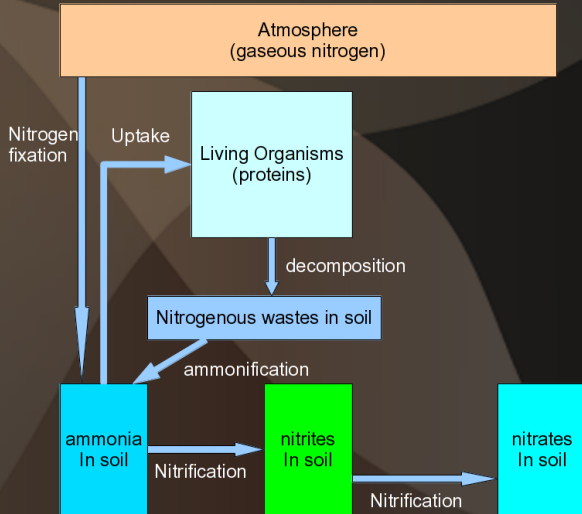 Atmosphere
(gaseous nitrogen)
Nitrogen
fixation
Uptake
Living Organisms
(proteins)
decomposition
Nitrogenous wastes in soil
ammonification
ammonia
In soil
Nitrification
nitrites
In soil
Nitrification
nitrates
In soil